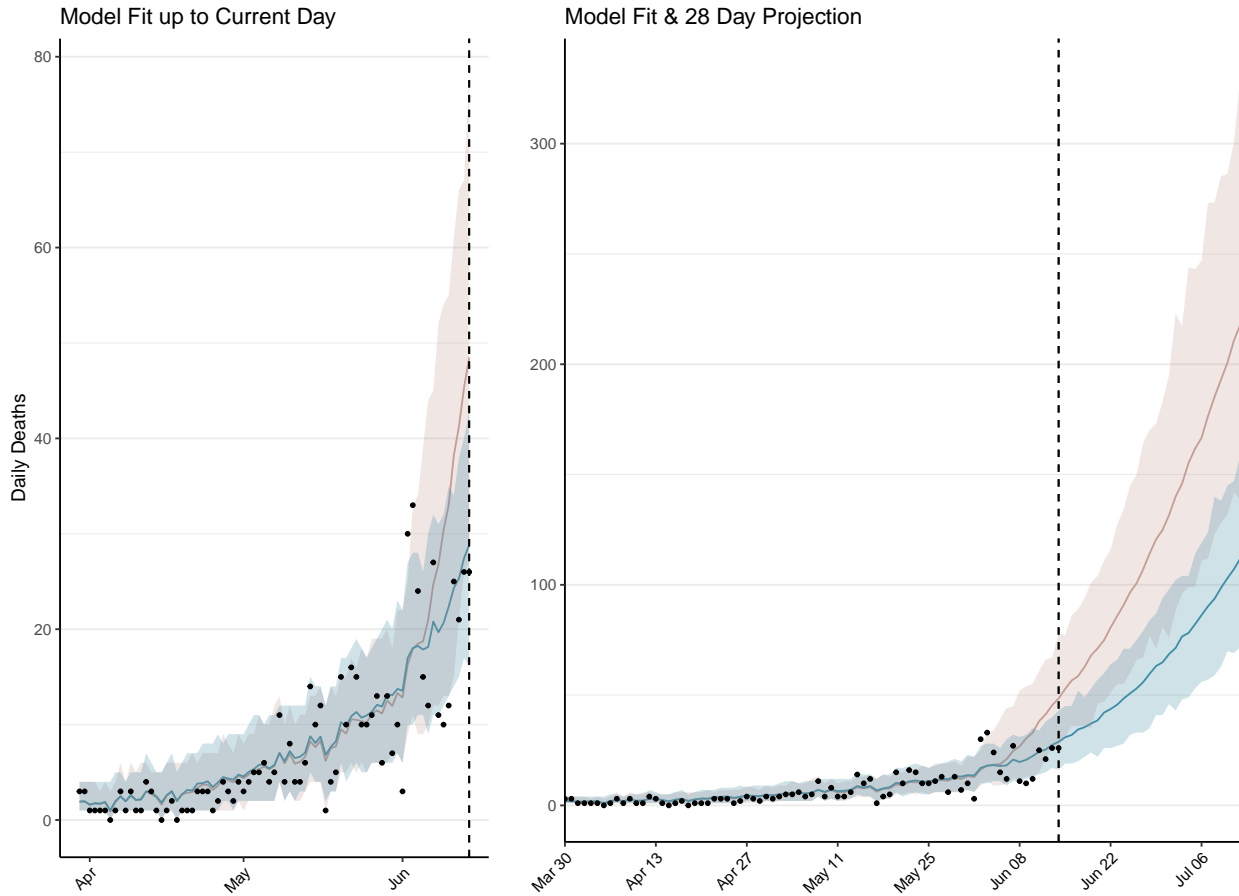 Model Fit up to Current Day
Daily Deaths
80
60
40
20
0
Apr
May
Jun
Model Fit & 28 Day Projection
300
200
100
0
Mar 30
Apr 13
Apr 27
May 11
May 25
Jun 08
Jun 22
Jul 06